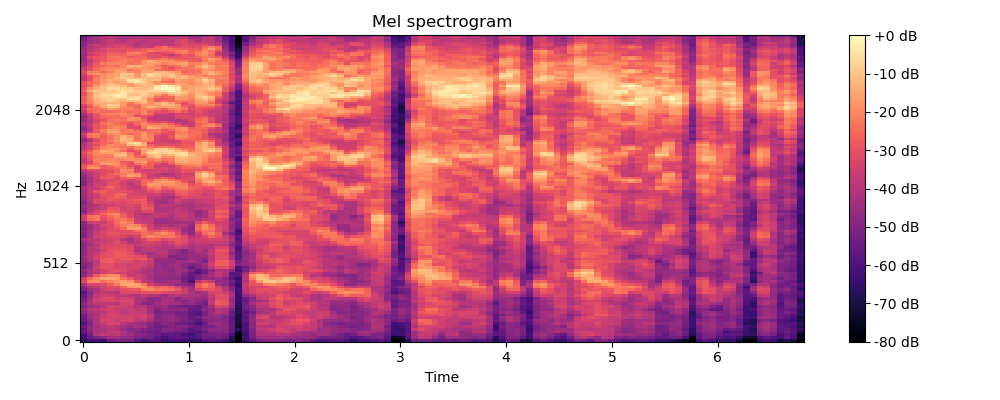 Mel spectrogram
+0 dB
-10 dB
2048
-20 dB
-30 dB
Hz
1024
-40 dB
-50 dB
512
-60 dB
-70 dB
0
-80 dB
0 1 2 3 4 5 6
Time